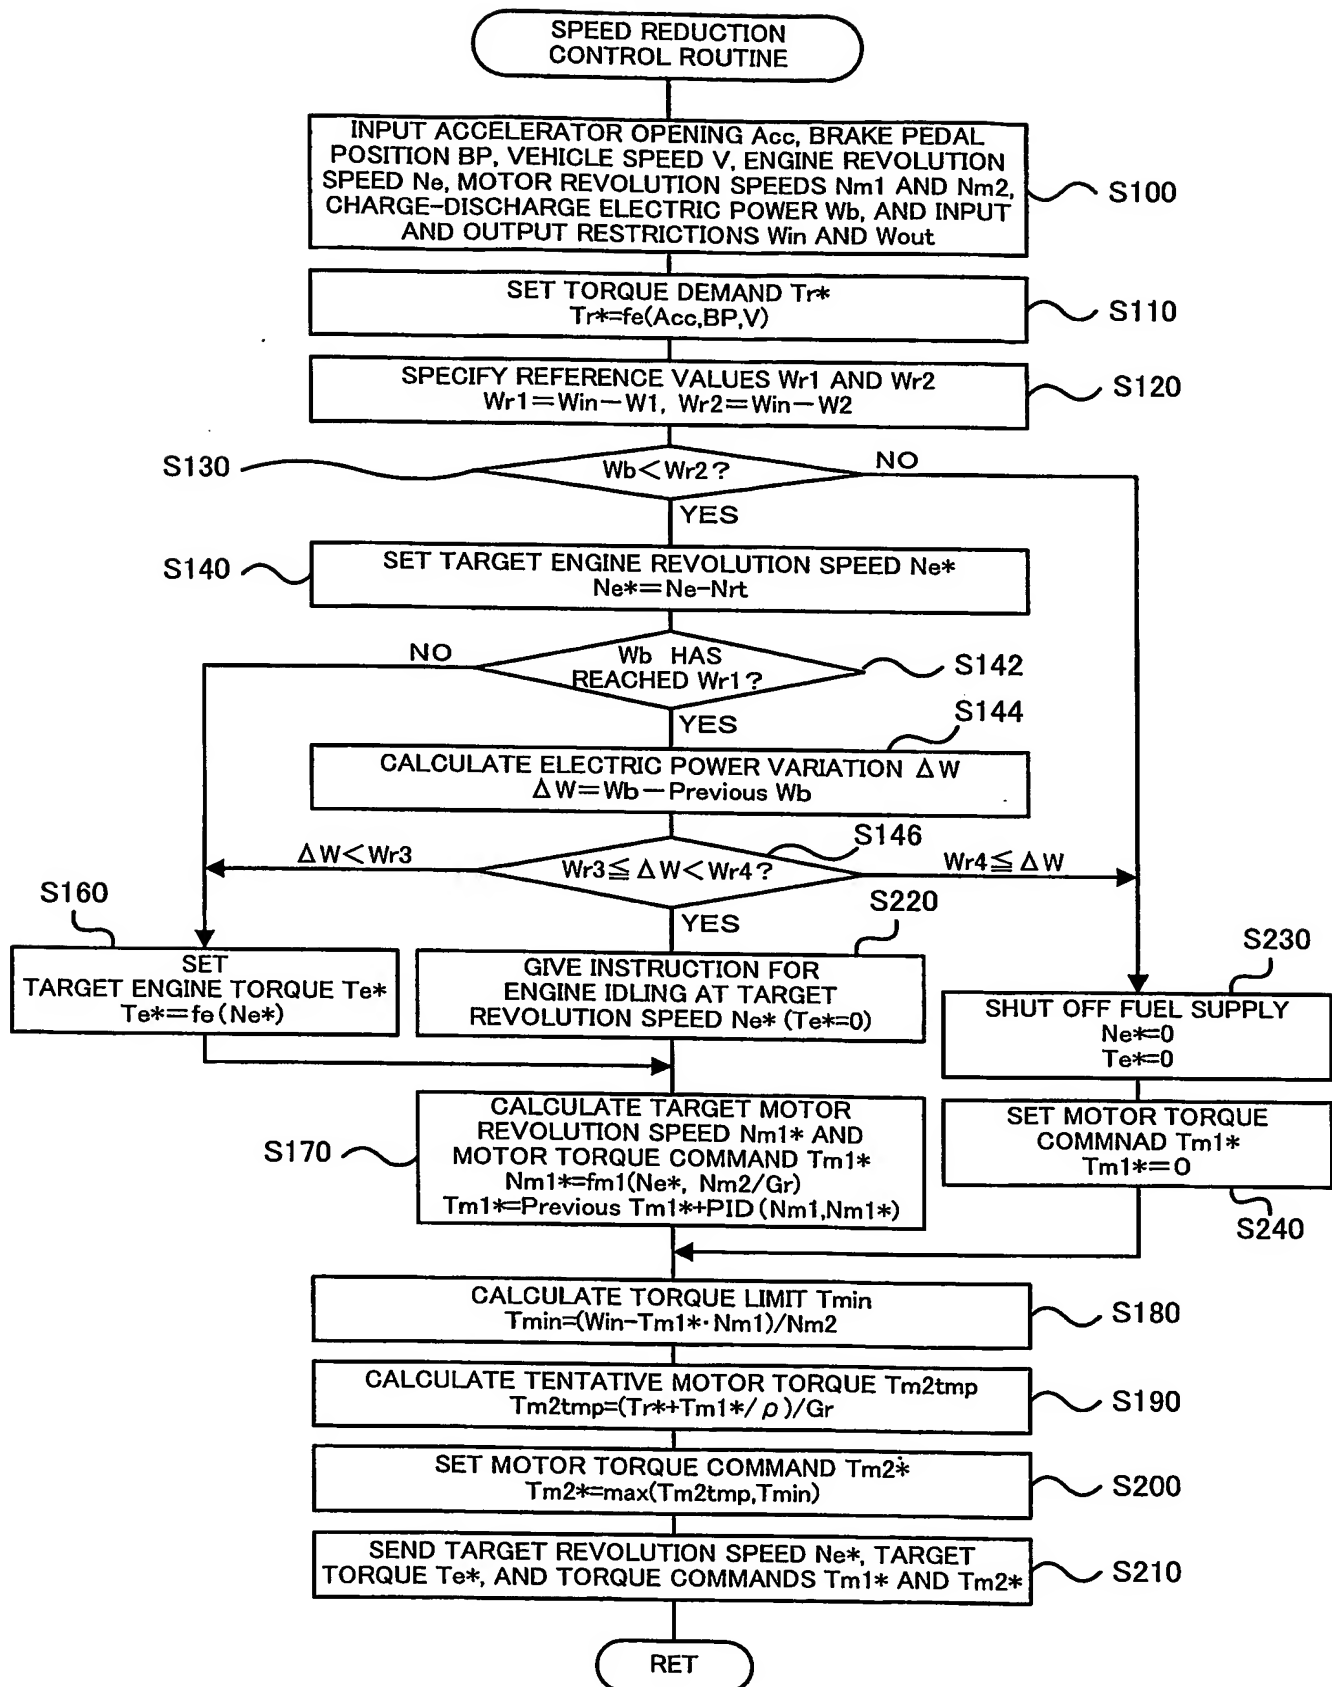 SPEED REDUCTION
CONTROL ROUTINE
INPUT ACCELERATOR OPENING Acc, BRAKE PEDAL
POSITION BP, VEHICLE SPEED V, ENGINE REVOLUTION
SPEED Ne, MOTOR REVOLUTION SPEEDS Nm1 AND Nm2,
CHARGE-DISCHARGE ELECTRIC POWER Wb, AND INPUT
AND OUTPUT RESTRICTIONS Win AND Wout
S100
SET TORQUE DEMAND Tr*
Tr*=fe(Acc,BP,V)
S110
SPECIFY REFERENCE VALUES Wr1 AND Wr2
Wr1=Win-W1, Wr2=Win-W2
S120
S130
Wb<Wr2?
NO
YES
S140
SET TARGET ENGINE REVOLUTION SPEED Ne*
Ne*=Ne-Nrt
NO
Wb HAS
REACHED Wr1?
S142
YES
S144
CALCULATE ELECTRIC POWER VARIATION ΔW
ΔW=Wb-Previous Wb
S146
ΔW<Wr3
Wr3≦ΔW<Wr4?
Wr4≦ΔW
YES
S160
S220
S230
SET
TARGET ENGINE TORQUE Te*
Te*=fe(Ne*)
GIVE INSTRUCTION FOR
ENGINE IDLING AT TARGET
REVOLUTION SPEED Ne* (Te*=0)
SHUT OFF FUEL SUPPLY
Ne*=0
Te*=0
S170
CALCULATE TARGET MOTOR
REVOLUTION SPEED Nm1* AND
MOTOR TORQUE COMMAND Tm1*
Nm1*=fm1(Ne*, Nm2/Gr)
Tm1*=Previous Tm1*+PID(Nm1,Nm1*)
SET MOTOR TORQUE
COMMNAD Tm1*
Tm1*=0
S240
CALCULATE TORQUE LIMIT Tmin
Tmin=(Win-Tm1*·Nm1)/Nm2
S180
CALCULATE TENTATIVE MOTOR TORQUE Tm2tmp
Tm2tmp=(Tr*+Tm1*/ρ)/Gr
S190
SET MOTOR TORQUE COMMAND Tm2*
Tm2*=max(Tm2tmp,Tmin)
S200
SEND TARGET REVOLUTION SPEED Ne*, TARGET
TORQUE Te*, AND TORQUE COMMANDS Tm1* AND Tm2*
S210
RET